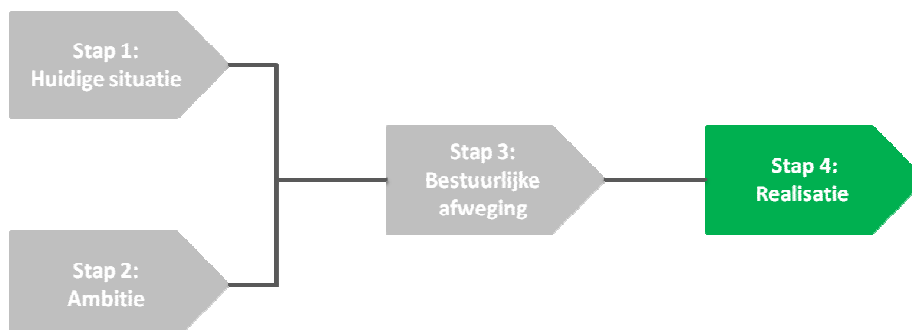 Stap 1:
Huidige situatie
Stap 2:
Ambitie
Stap 3:
Bestuurlijke
afweging
Stap 4:
Realisatie